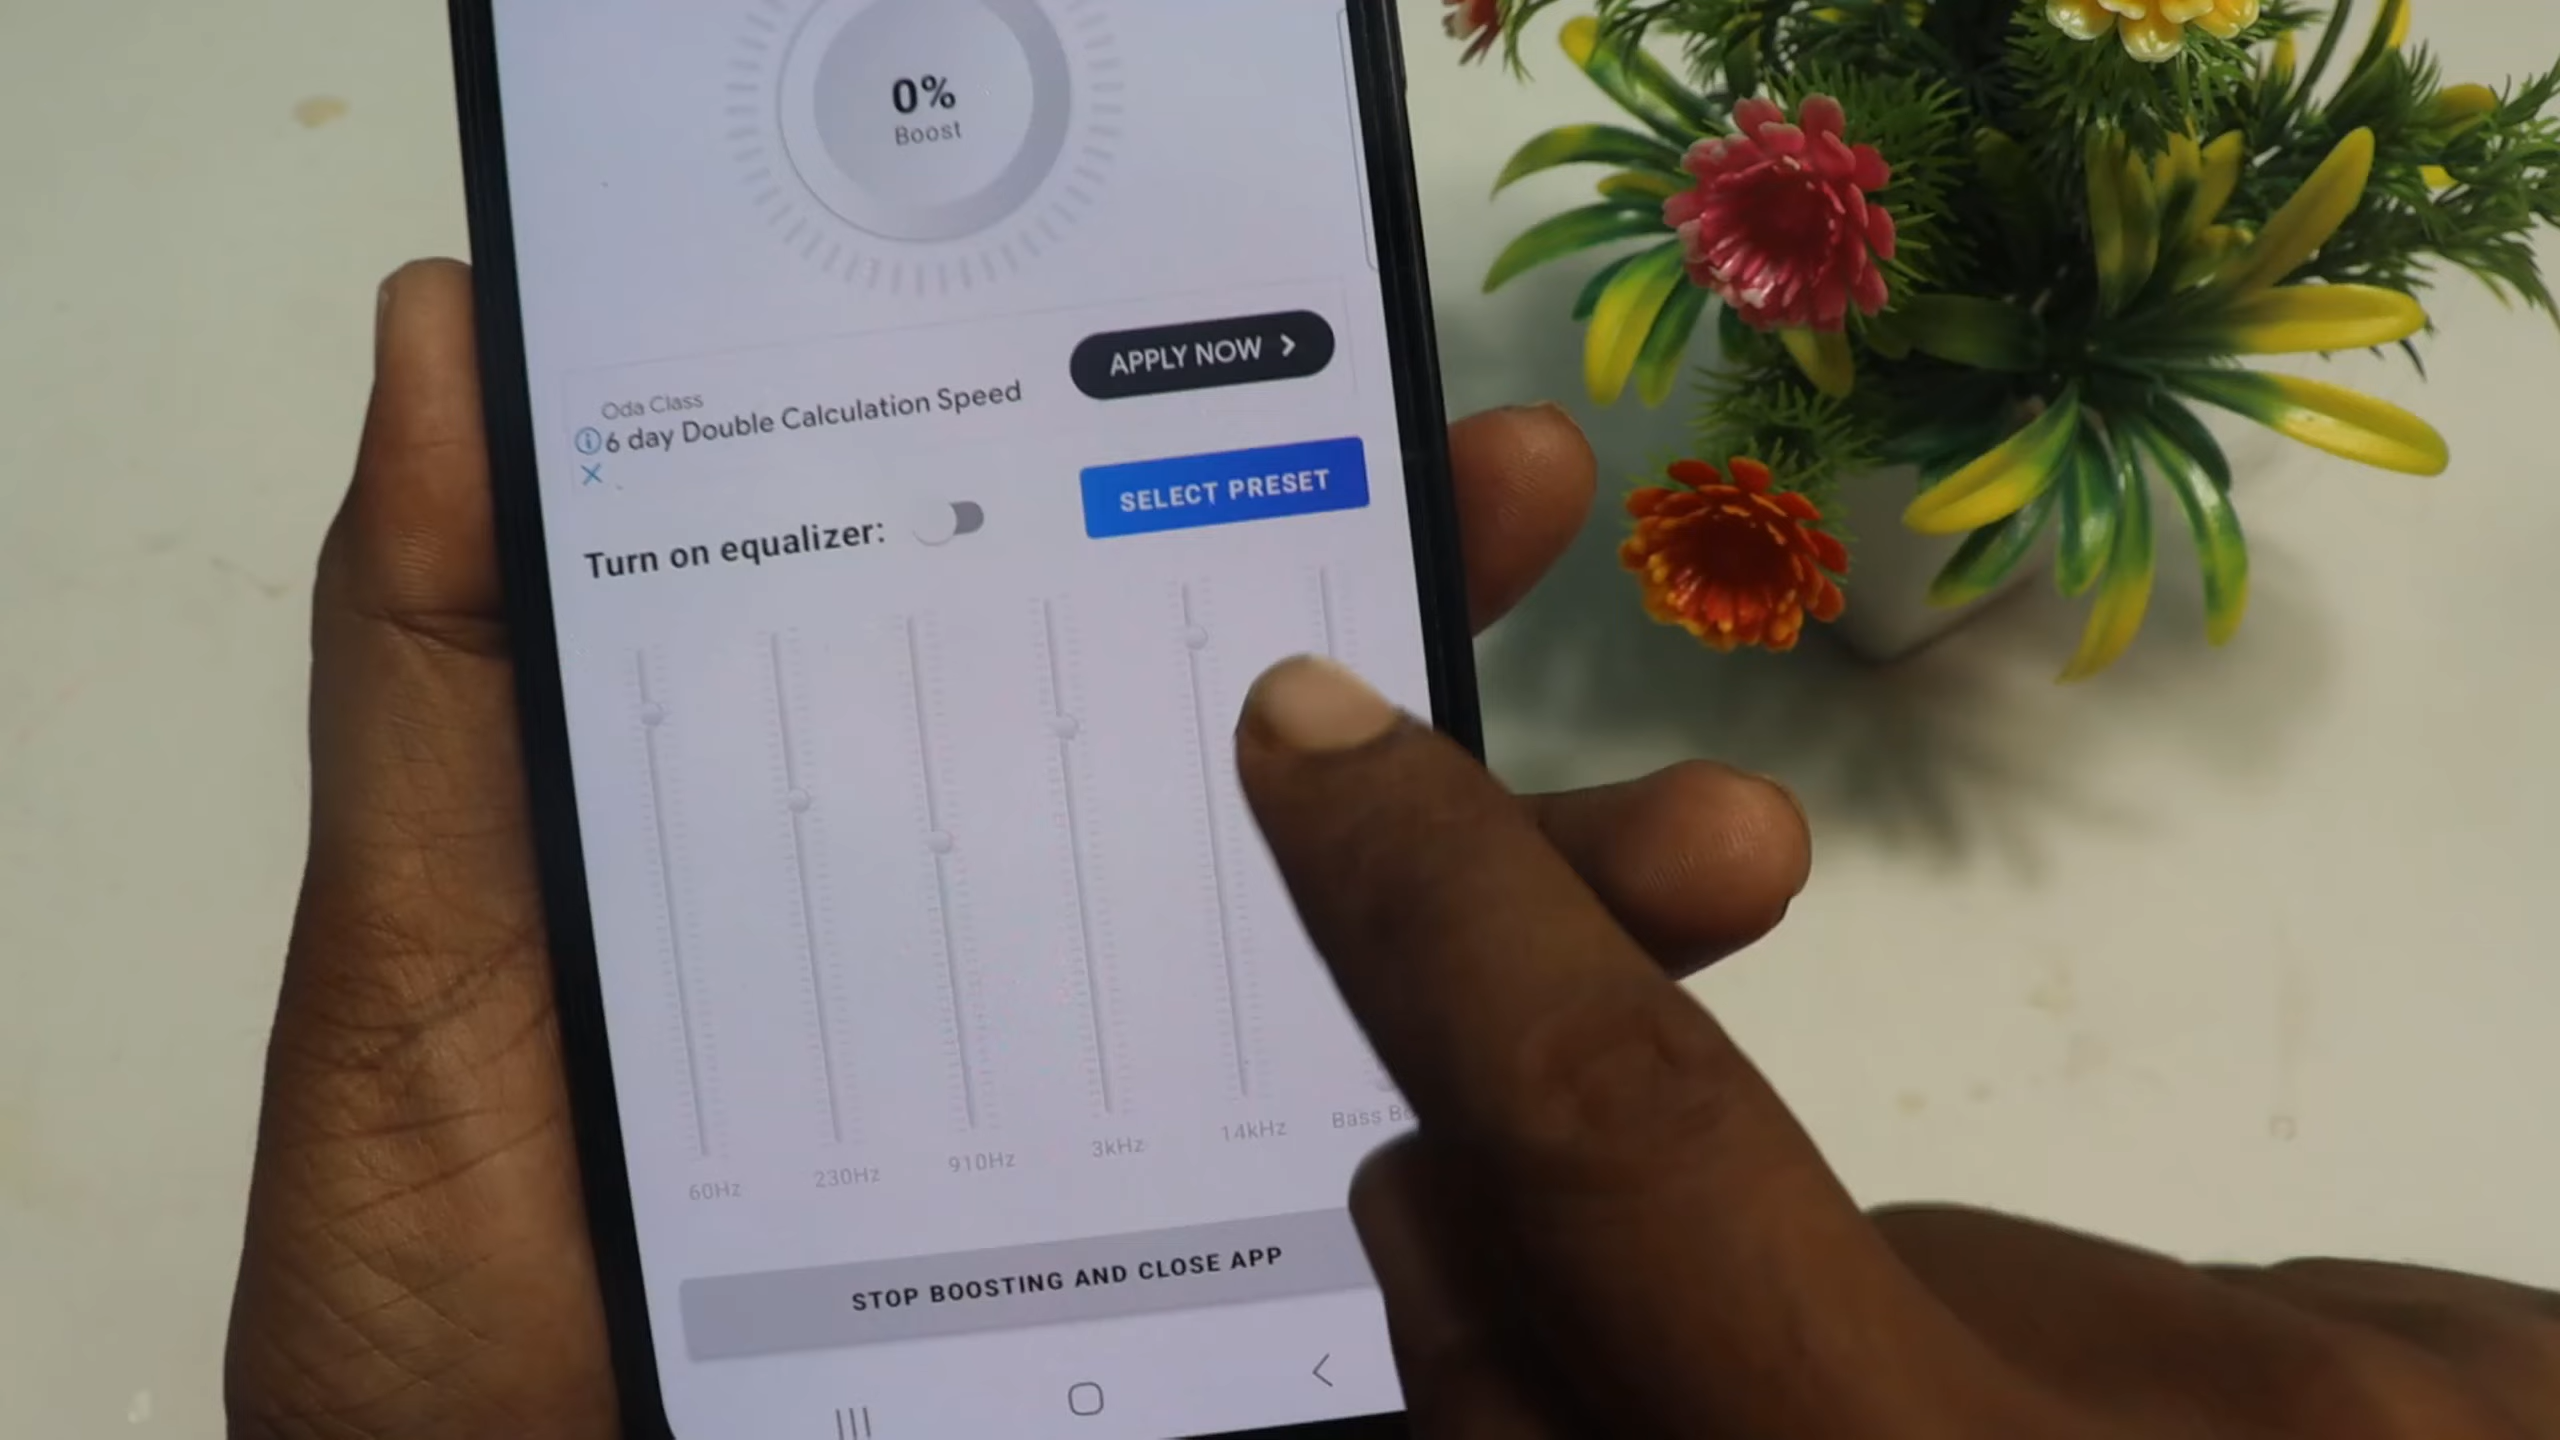 0%
Boost
APPLY NOW
Oda Class
6 day Double Calculation Speed
SELECT PRESET
Turn on equalizer:
60Hz
230Hz
910Hz
3kHz
14kHz
Bass
STOP BOOSTING AND CLOSE APP